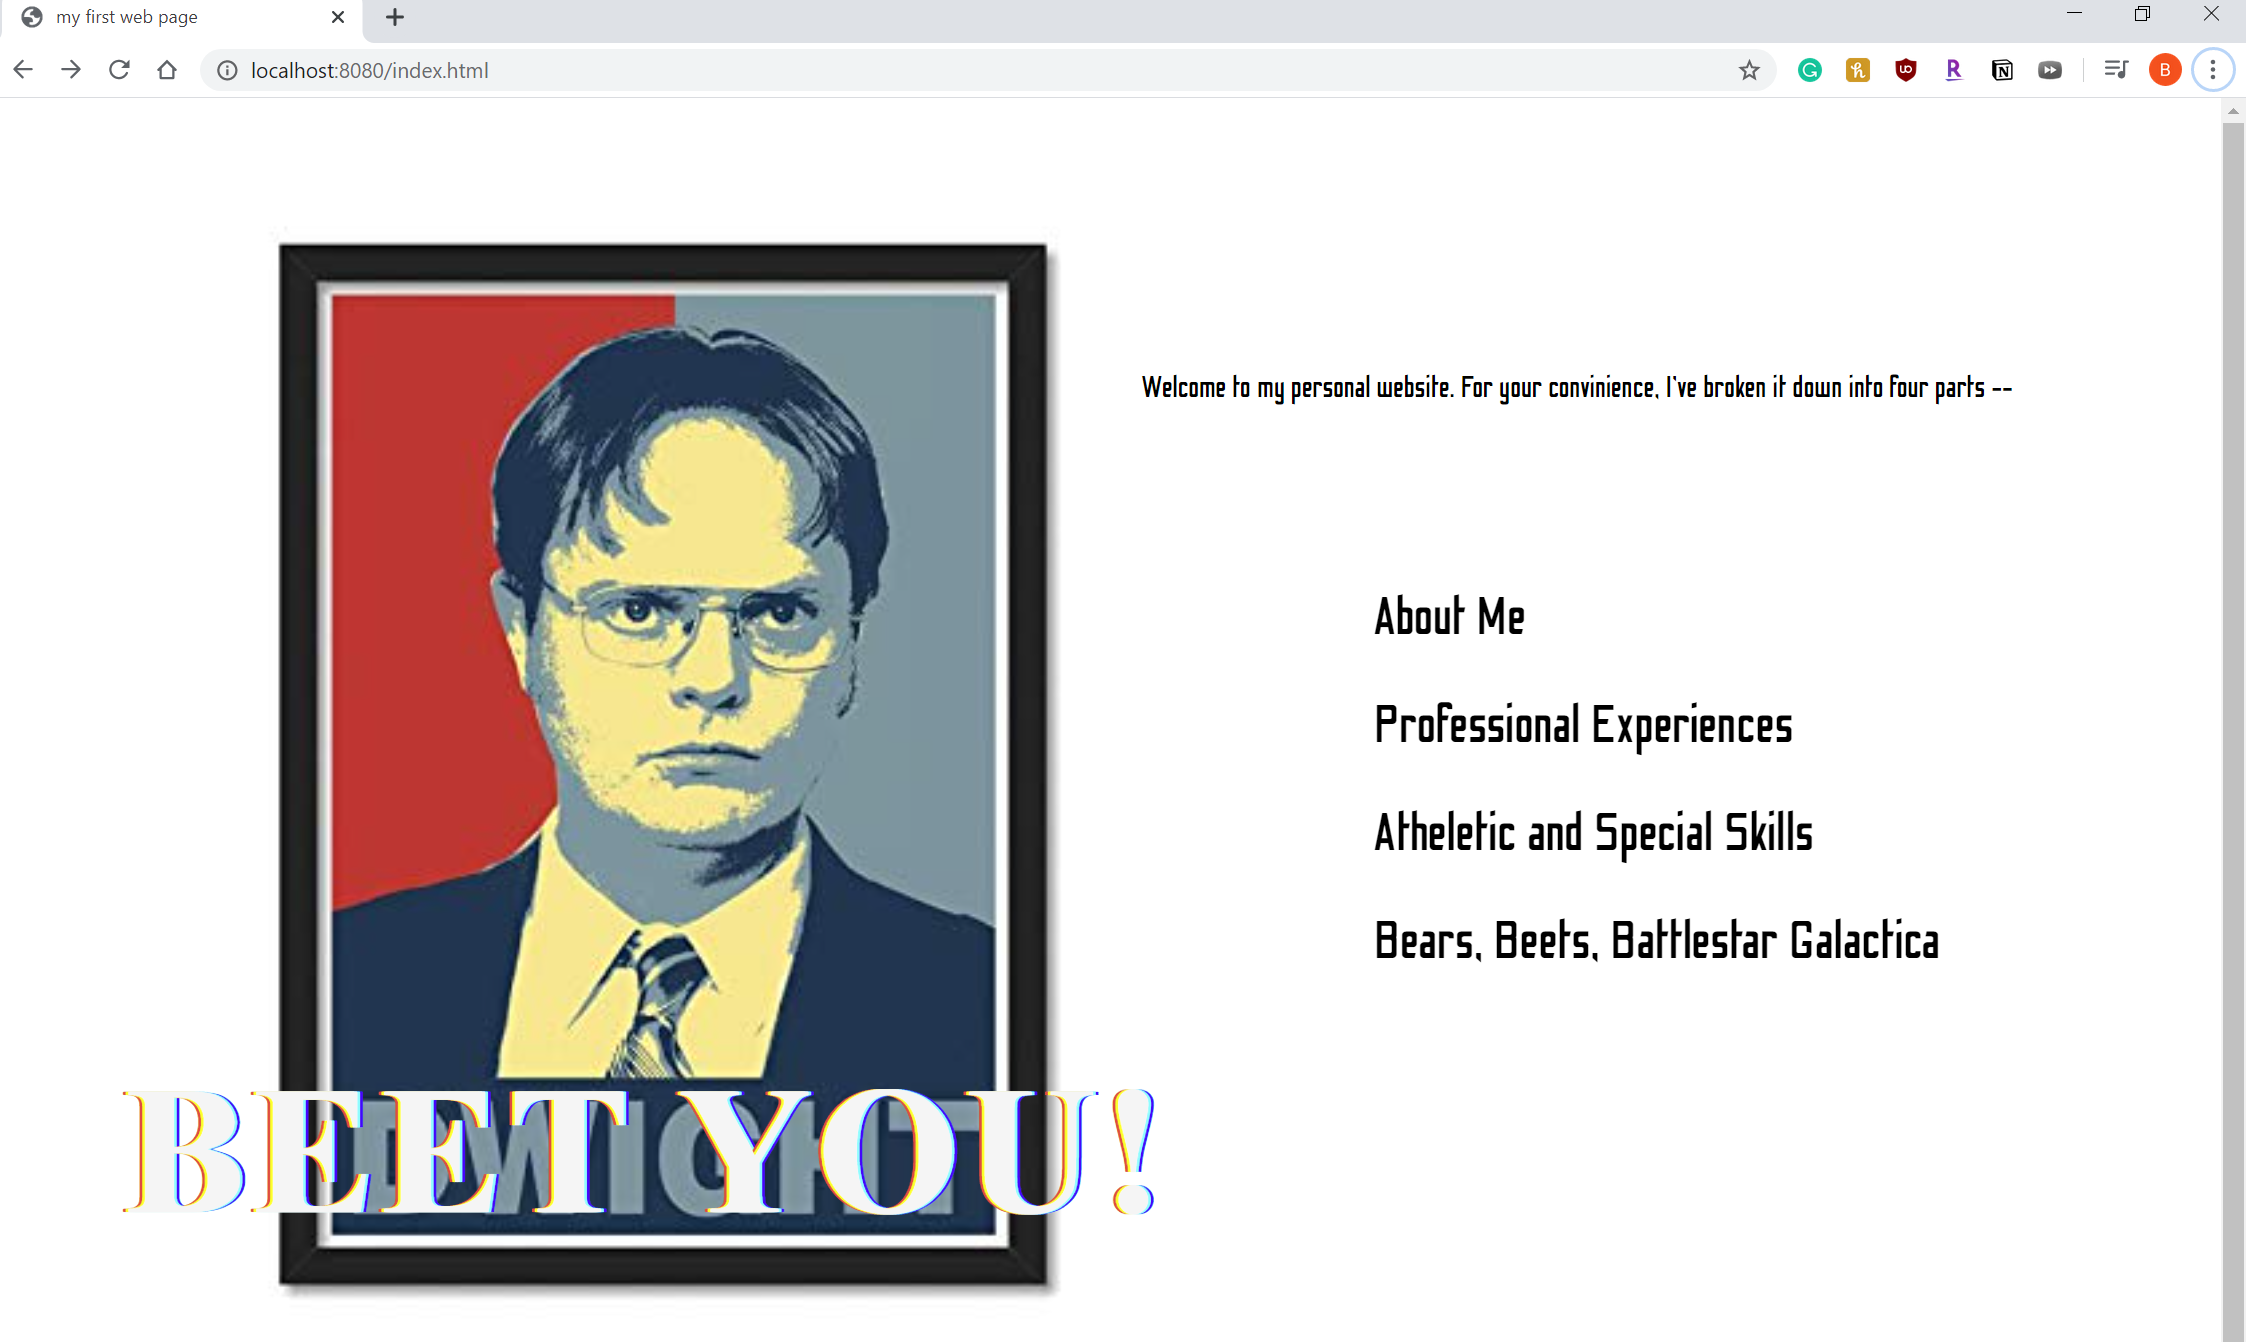 my first web page
localhost:8080/index.html
B
Welcome to my personal website. For your convinience, I've broken it down into four parts --
About Me
Professional Experiences
Atheletic and Special Skills
Bears, Beets, Battlestar Galactica
DWIGHT
BEET YOU!